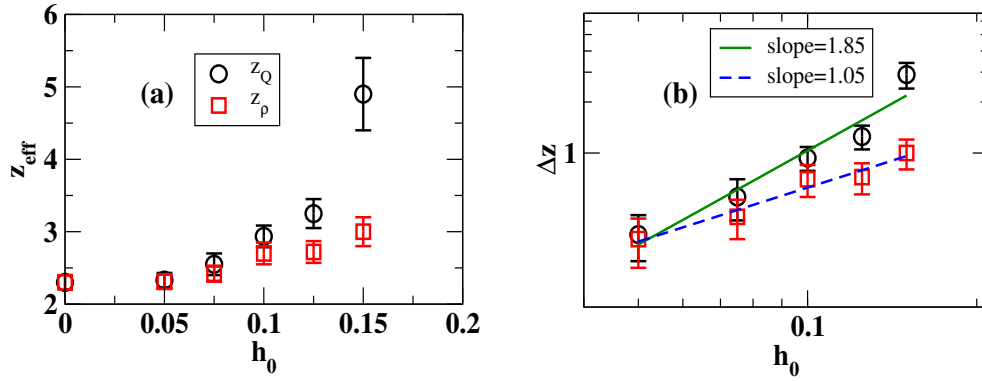 6
5
4
3
2
z_eff
(a)
z_Q
z_ρ
0
0.05
0.1
0.15
0.2
h_0
1
Δz
(b)
slope=1.85
slope=1.05
0.1
h_0